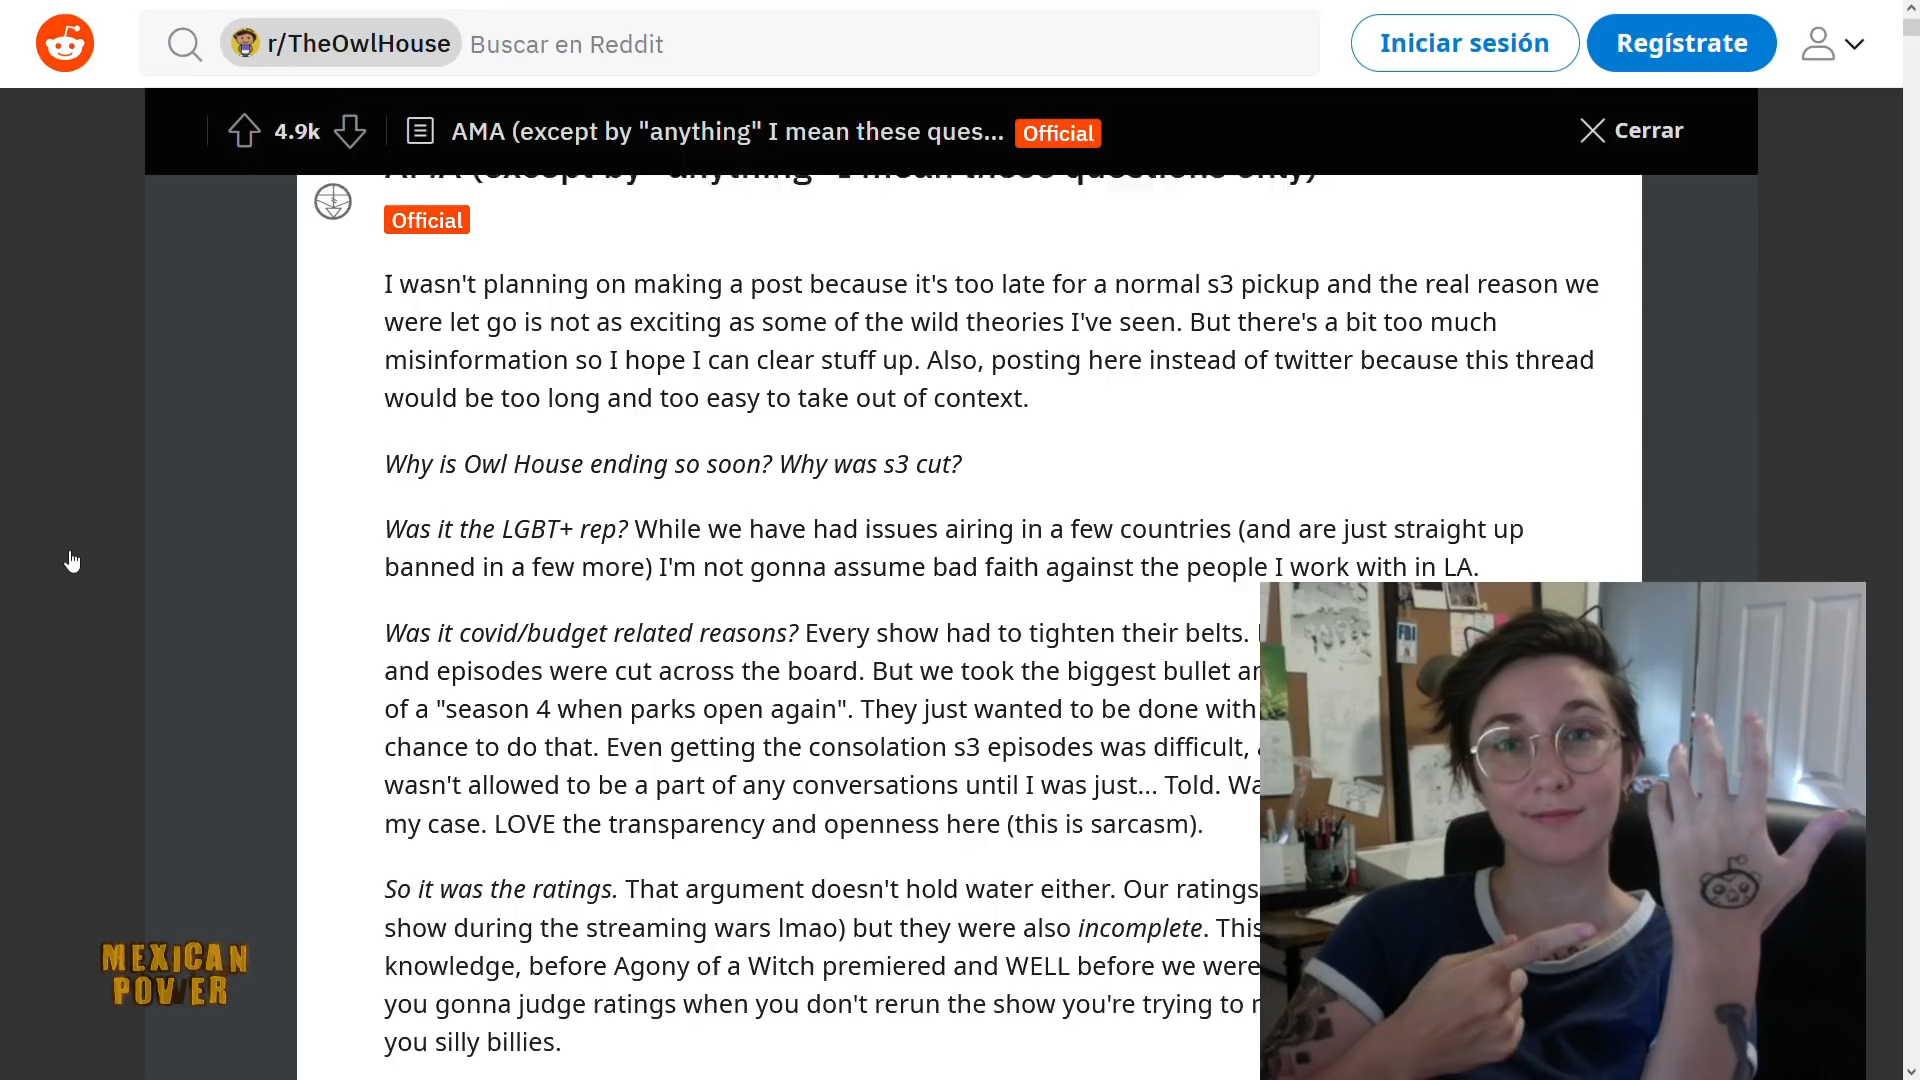 r/TheOwlHouse Buscar en Reddit Iniciar sesión Regístrate
4.9k AMA (except by "anything" I mean these ques... Official Cerrar
AMA (except by "anything" I mean these questions only)
Official
I wasn't planning on making a post because it's too late for a normal s3 pickup and the real reason we
were let go is not as exciting as some of the wild theories I've seen. But there's a bit too much
misinformation so I hope I can clear stuff up. Also, posting here instead of twitter because this thread
would be too long and too easy to take out of context.
Why is Owl House ending so soon? Why was s3 cut?
Was it the LGBT+ rep? While we have had issues airing in a few countries (and are just straight up
banned in a few more) I'm not gonna assume bad faith against the people I work with in LA.
Was it covid/budget related reasons? Every show had to tighten their belts.
and episodes were cut across the board. But we took the biggest bullet
of a "season 4 when parks open again". They just wanted to be done with
chance to do that. Even getting the consolation s3 episodes was difficult,
wasn't allowed to be a part of any conversations until I was just... Told.
my case. LOVE the transparency and openness here (this is sarcasm).
So it was the ratings. That argument doesn't hold water either. Our ratings
show during the streaming wars lmao) but they were also incomplete. This
knowledge, before Agony of a Witch premiered and WELL before we were
you gonna judge ratings when you don't rerun the show you're trying to
you silly billies.
FBI
MEXICAN
POWER